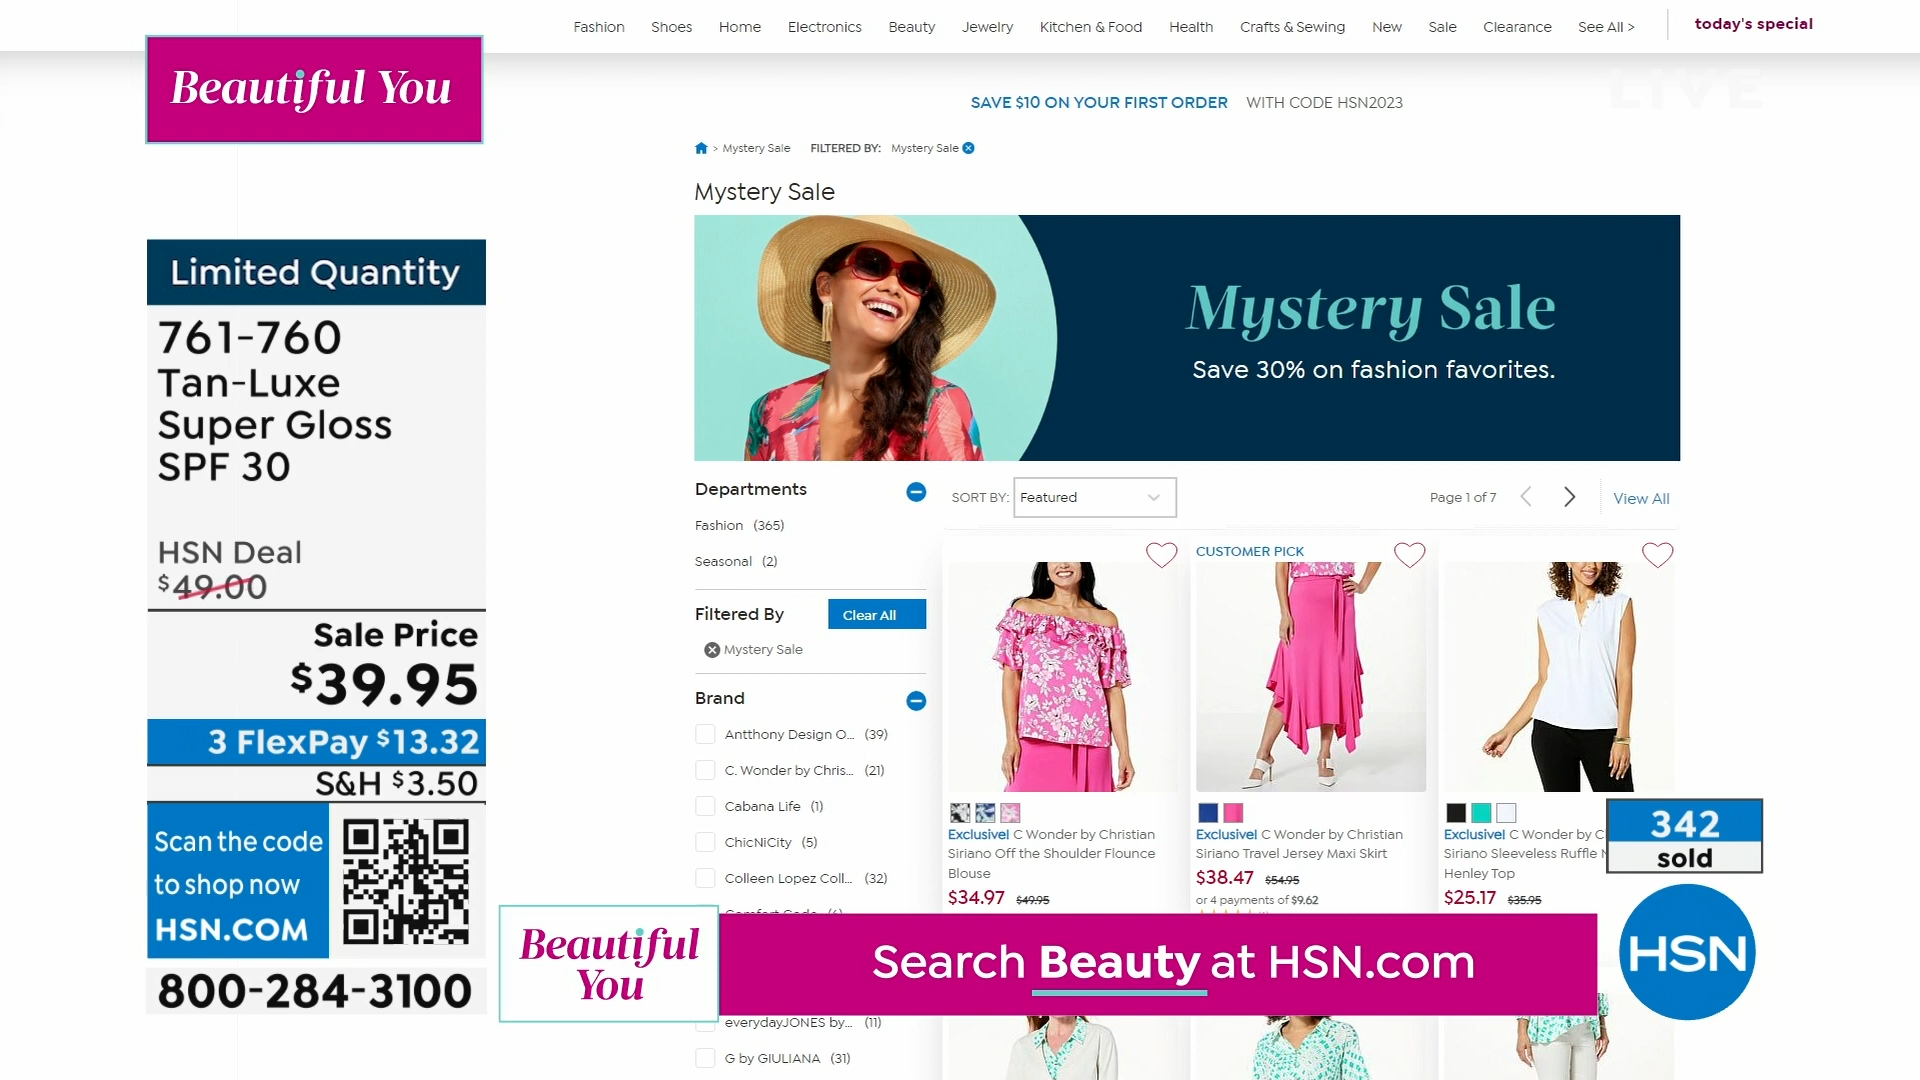 Fashion Shoes Home Electronics Beauty Jewelry Kitchen & Food Health Crafts & Sewing New Sale Clearance See All > today's special
Beautiful You
LIVE
SAVE $10 ON YOUR FIRST ORDER WITH CODE HSN2023
> Mystery Sale FILTERED BY: Mystery Sale
Mystery Sale
Mystery Sale
Save 30% on fashion favorites.
Limited Quantity
761-760
Tan-Luxe
Super Gloss
SPF 30
HSN Deal
$49.00
Sale Price
$39.95
3 FlexPay $13.32
S&H $3.50
Scan the code
to shop now
HSN.COM
800-284-3100
Departments
Fashion (365)
Seasonal (2)
Filtered By Clear All
Mystery Sale
Brand
Antthony Design O... (39)
C. Wonder by Chris... (21)
Cabana Life (1)
ChicNiCity (5)
Colleen Lopez Coll... (32)
everydayJONES by... (11)
G by GIULIANA (31)
SORT BY: Featured
Page 1 of 7 View All
Exclusive! C Wonder by Christian
Siriano Off the Shoulder Flounce
Blouse
$34.97 $49.95
CUSTOMER PICK
Exclusive! C Wonder by Christian
Siriano Travel Jersey Maxi Skirt
$38.47 $54.95
or 4 payments of $9.62
Exclusive! C Wonder by C
Siriano Sleeveless Ruffle
Henley Top
$25.17 $35.95
342
sold
Beautiful
You
Search Beauty at HSN.com
HSN